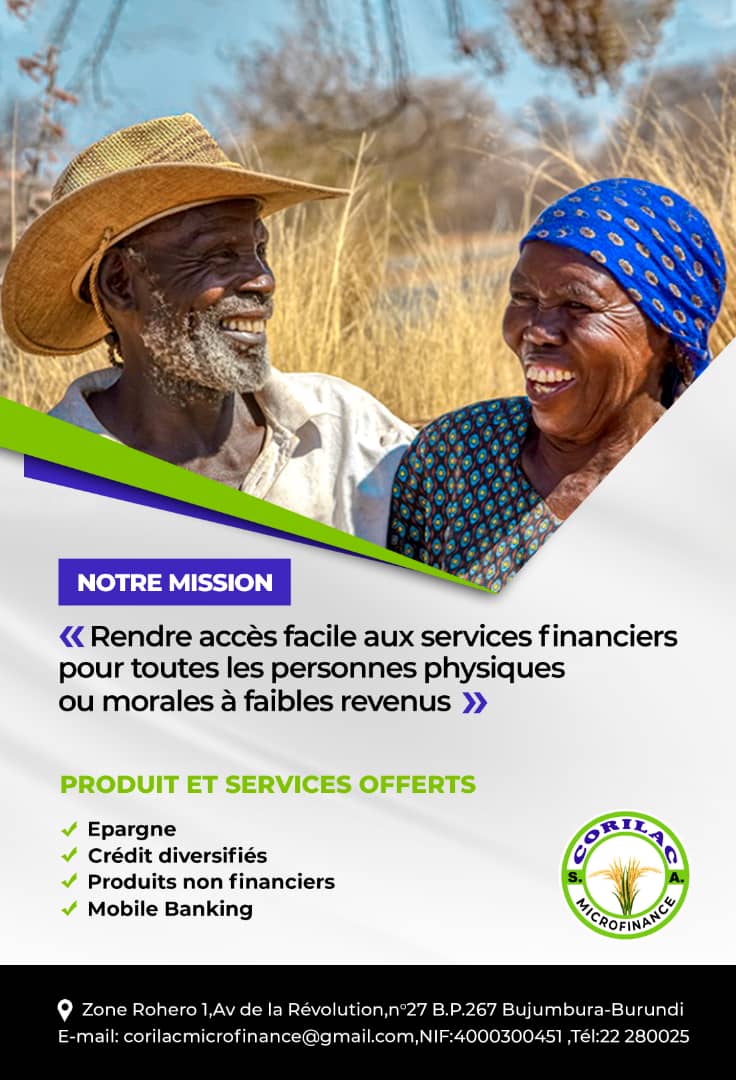 NOTRE MISSION
« Rendre accès facile aux services financiers
pour toutes les personnes physiques
ou morales à faibles revenus »
PRODUIT ET SERVICES OFFERTS
Epargne
Crédit diversifiés
Produits non financiers
Mobile Banking
CORILAC
S. A.
MICROFINANCE
Zone Rohero 1,Av de la Révolution,n°27 B.P.267 Bujumbura-Burundi
E-mail: corilacmicrofinance@gmail.com,NIF:4000300451 ,Tél:22 280025